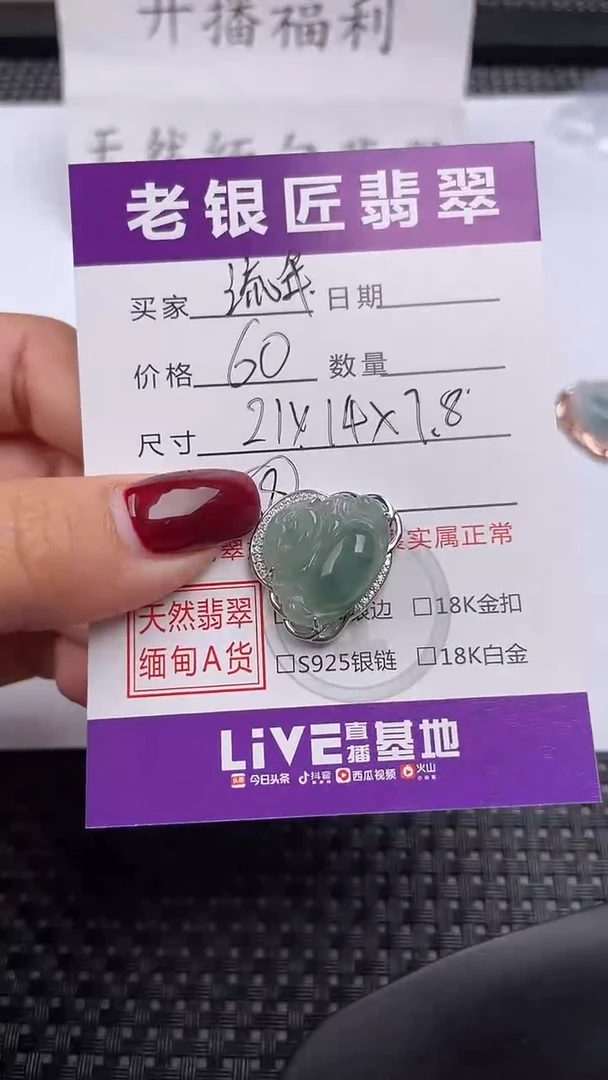 开播福利
老银匠翡翠
买家 流年 日期
价格 60 数量
尺寸 21X14X7.8
实属正常
天然翡翠
缅甸A货
边 □18K金扣
□S925银链 □18K白金
LiVE直播基地
今日头条 抖音 西瓜视频 火山